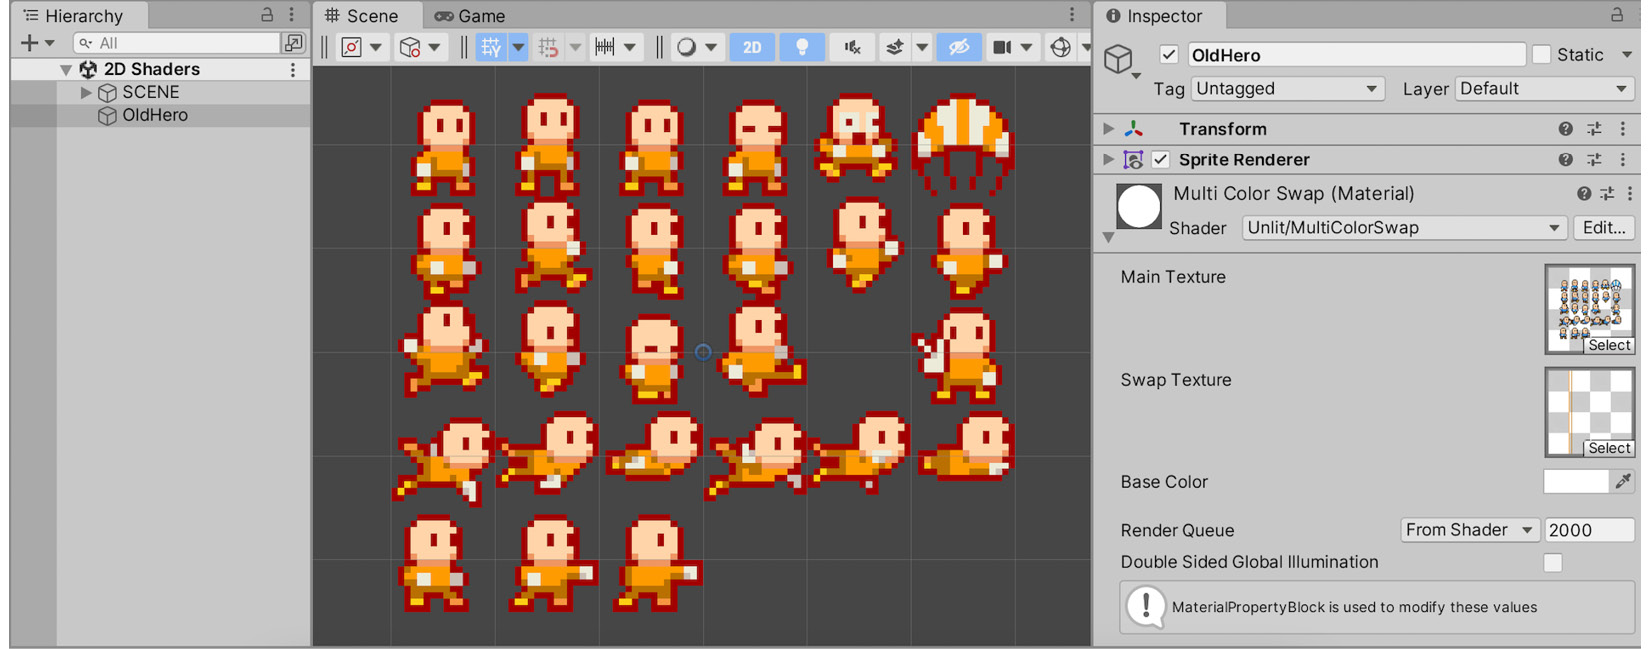 Hierarchy
All
2D Shaders
SCENE
OldHero
Scene
Game
2D
Inspector
OldHero
Static
Tag
Untagged
Layer
Default
Transform
Sprite Renderer
Multi Color Swap (Material)
Shader
Unlit/MultiColorSwap
Edit...
Main Texture
Select
Swap Texture
Select
Base Color
Render Queue
From Shader
2000
Double Sided Global Illumination
MaterialPropertyBlock is used to modify these values